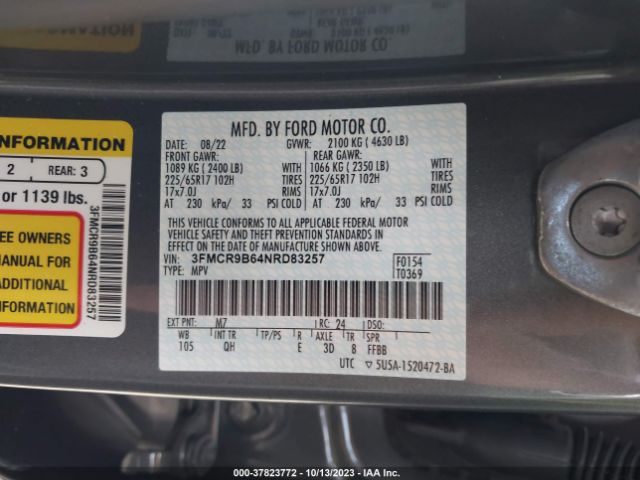 MFD. BY FORD MOTOR CO.
DATE: 08/22 GVWR: 2100 KG ( 4630 LB)
FRONT GAWR: REAR GAWR:
1089 KG ( 2400 LB) WITH 1066 KG ( 2350 LB) WITH
225/65R17 102H TIRES 225/65R17 102H TIRES
17x7.0J RIMS 17x7.0J RIMS
AT 230 kPa/ 33 PSI COLD AT 230 kPa/ 33 PSI COLD
THIS VEHICLE CONFORMS TO ALL APPLICABLE FEDERAL MOTOR
VEHICLE SAFETY AND THEFT PREVENTION STANDARDS IN
EFFECT ON THE DATE OF MANUFACTURE SHOWN ABOVE.
VIN: 3FMCR9B64NRD83257 F0154
TYPE: MPV T0369
EXT PNT: M7 RC: 24 DSO:
WB INT TR TP/PS R AXLE TR SPR
105 QH E 3D 8 FFBB
UTC ▽ 5USA-1520472-BA
INFORMATION
2 REAR: 3
or 1139 lbs.
EE OWNERS
MANUAL FOR
ADDITIONAL
INFORMATION
3FMCR9B64NRD83257
MFD. BY FORD MOTOR CO
000-37823772 - 10/13/2023 - IAA Inc.